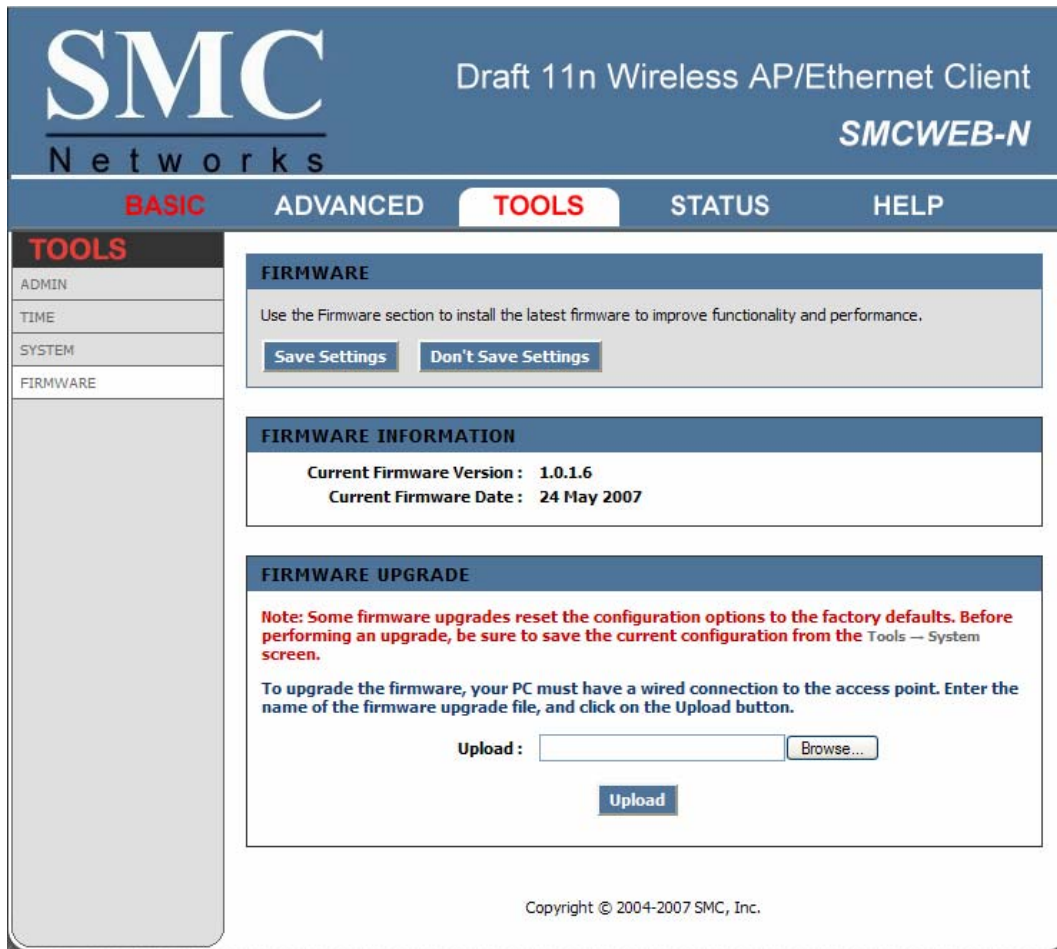 SMC
Networks
Draft 11n Wireless AP/Ethernet Client
SMCWEB-N
BASIC ADVANCED TOOLS STATUS HELP
TOOLS
ADMIN
TIME
SYSTEM
FIRMWARE
FIRMWARE
Use the Firmware section to install the latest firmware to improve functionality and performance.
Save Settings Don't Save Settings
FIRMWARE INFORMATION
Current Firmware Version : 1.0.1.6
Current Firmware Date : 24 May 2007
FIRMWARE UPGRADE
Note: Some firmware upgrades reset the configuration options to the factory defaults. Before
performing an upgrade, be sure to save the current configuration from the Tools → System
screen.
To upgrade the firmware, your PC must have a wired connection to the access point. Enter the
name of the firmware upgrade file, and click on the Upload button.
Upload : Browse...
Upload
Copyright © 2004-2007 SMC, Inc.